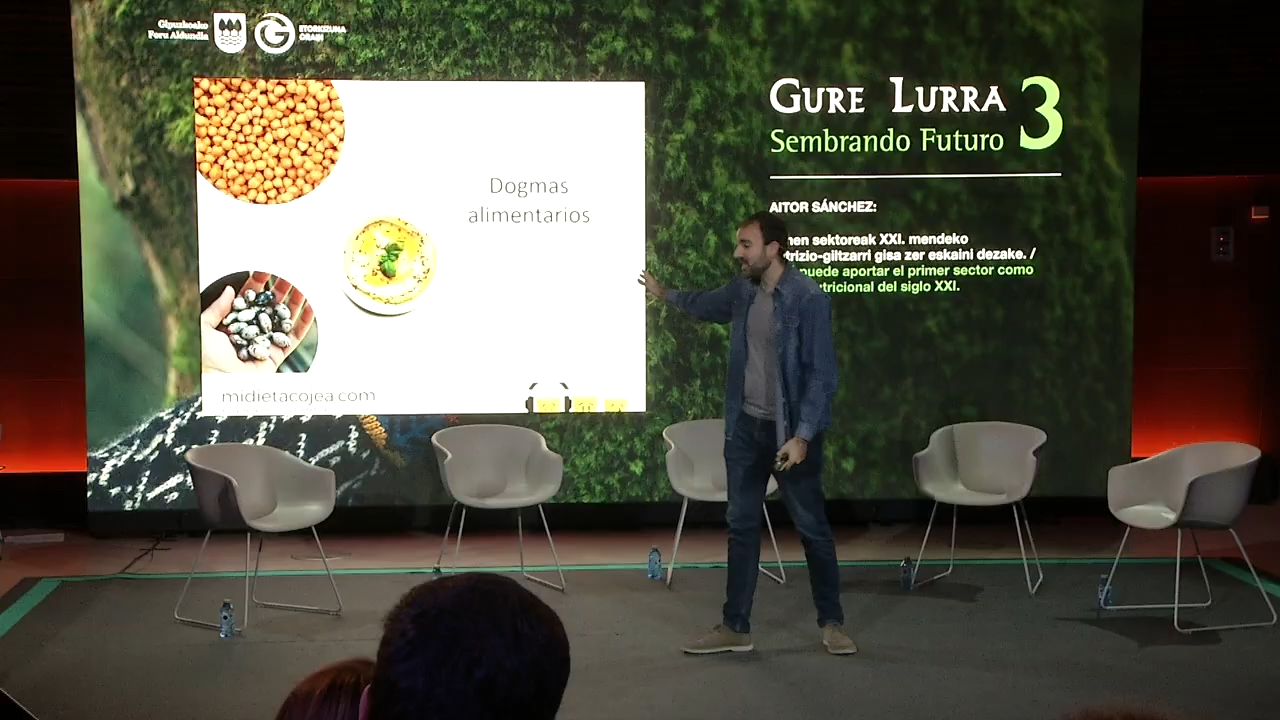 Gipuzkoako
Foru Aldundia
ETORKIZUNA
ORAIN
Dogmas
alimentarios
midietacojea.com
GURE LURRA 3
Sembrando Futuro
AITOR SÁNCHEZ:
sektoreak XXI. mendeko
gisa zer eskaini dezake. /
puede aportar el primer sector como
del siglo XXI.